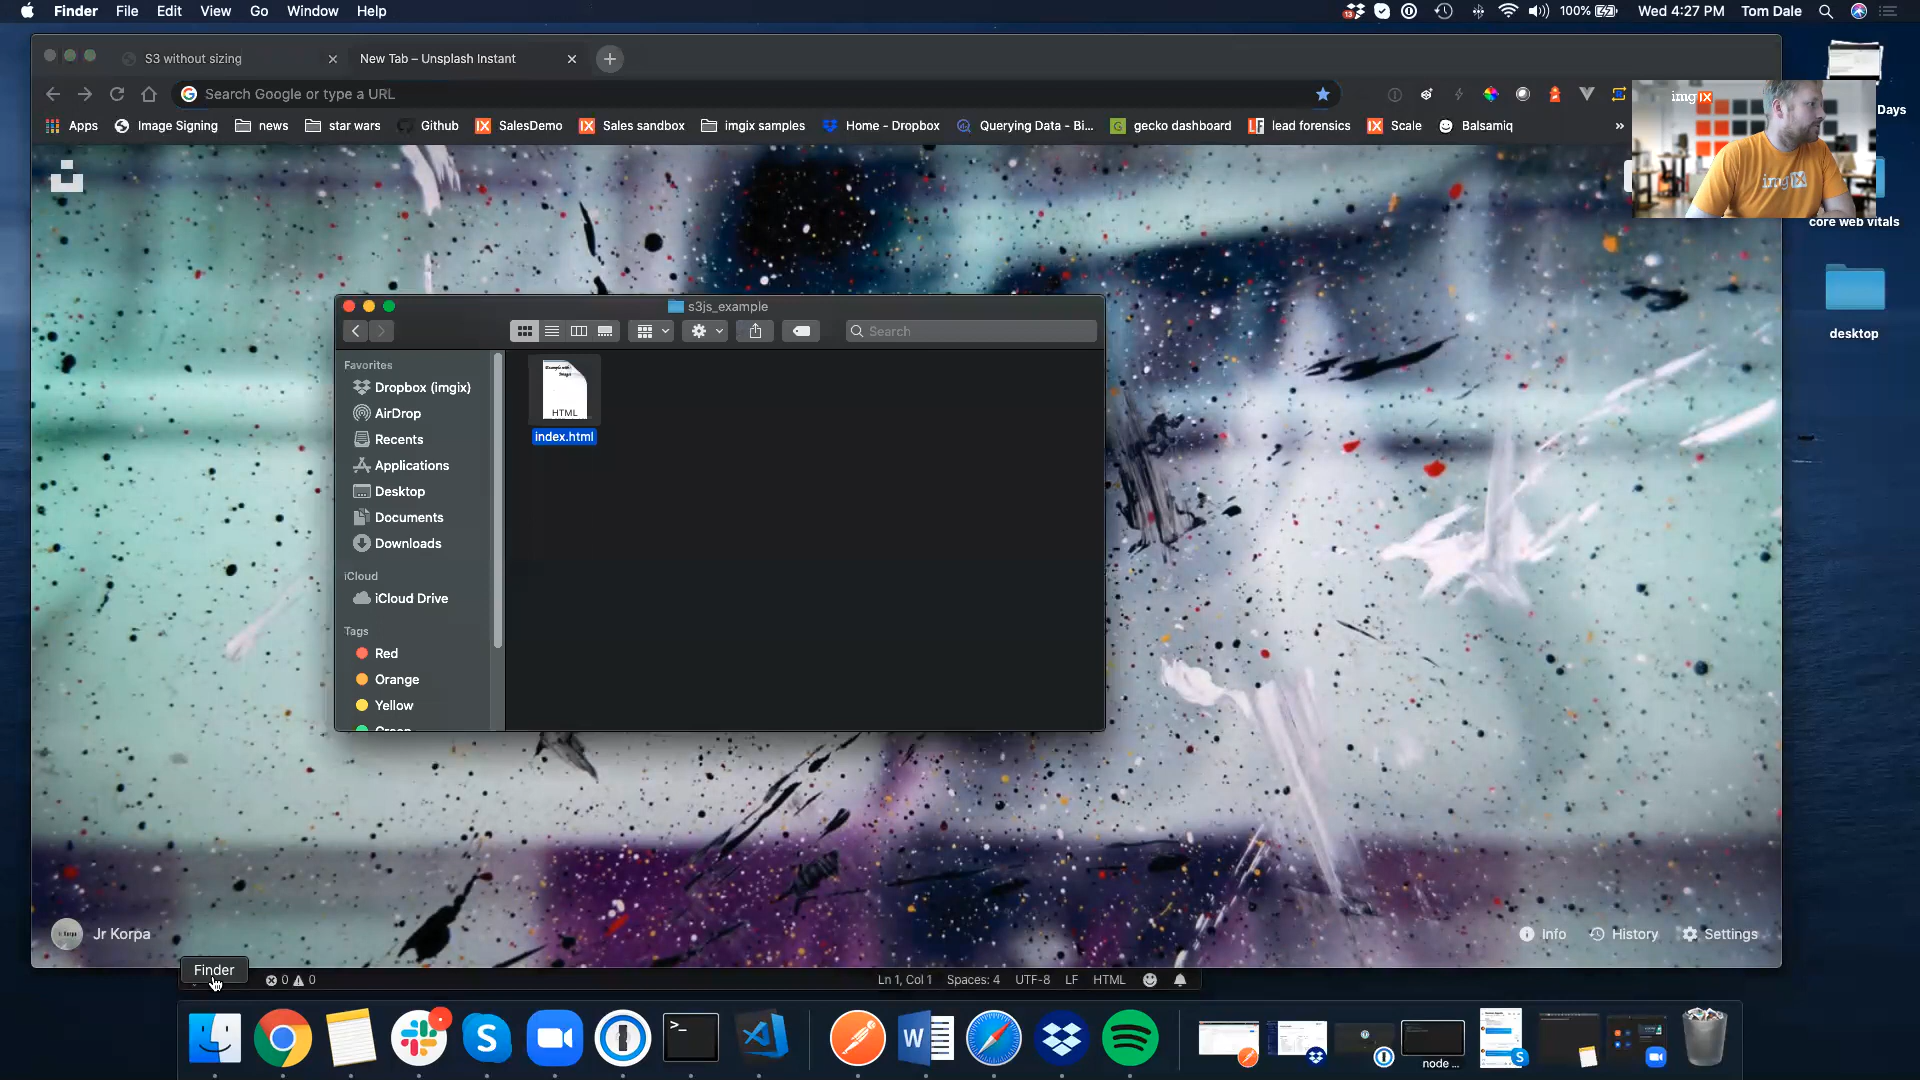 Finder File Edit View Go Window Help
13 100% Wed 4:27 PM Tom Dale
S3 without sizing
New Tab – Unsplash Instant
Search Google or type a URL
Apps Image Signing news star wars Github SalesDemo Sales sandbox imgix samples Home - Dropbox Querying Data - Bi... gecko dashboard lead forensics Scale Balsamiq »
imgix
imgix
Days
core web vitals
desktop
s3js_example
Search
Favorites
Dropbox (imgix)
AirDrop
Recents
Applications
Desktop
Documents
Downloads
iCloud
iCloud Drive
Tags
Red
Orange
Yellow
Green
HTML
index.html
Jr Korpa
Info History Settings
Finder
0 0 Ln 1, Col 1 Spaces: 4 UTF-8 LF HTML
node ...